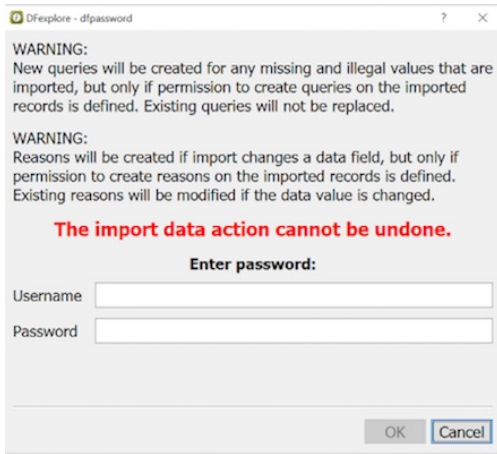 DFexplore - dfpassword
WARNING:
New queries will be created for any missing and illegal values that are
imported, but only if permission to create queries on the imported
records is defined. Existing queries will not be replaced.
WARNING:
Reasons will be created if import changes a data field, but only if
permission to create reasons on the imported records is defined.
Existing reasons will be modified if the data value is changed.
The import data action cannot be undone.
Enter password:
Username
Password
OK Cancel